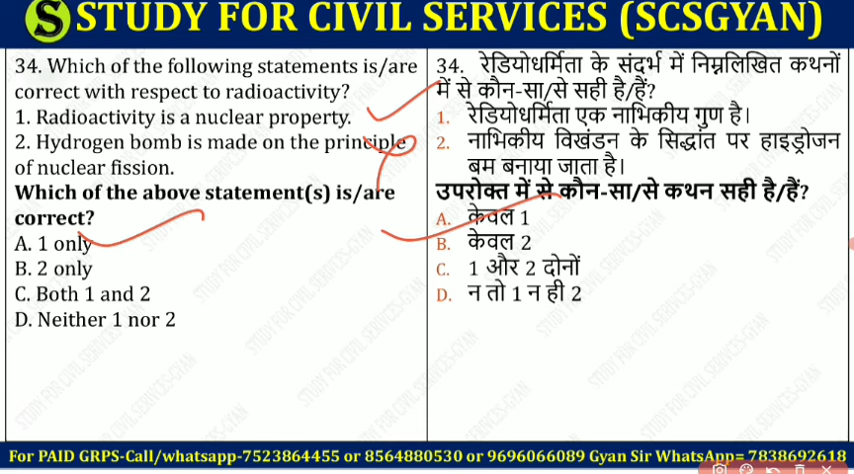 S STUDY FOR CIVIL SERVICES (SCSGYAN)
34. Which of the following statements is/are
correct with respect to radioactivity?
1. Radioactivity is a nuclear property.
2. Hydrogen bomb is made on the principle
of nuclear fission.
Which of the above statement(s) is/are
correct?
A. 1 only
B. 2 only
C. Both 1 and 2
D. Neither 1 nor 2
34. रेडियोधर्मिता के संदर्भ में निम्नलिखित कथनों
में से कौन-सा/से सही है/हैं?
1. रेडियोधर्मिता एक नाभिकीय गुण है।
2. नाभिकीय विखंडन के सिद्धांत पर हाइड्रोजन
बम बनाया जाता है।
उपरोक्त में से कौन-सा/से कथन सही है/हैं?
A. केवल 1
B. केवल 2
C. 1 और 2 दोनों
D. न तो 1 न ही 2
For PAID GRPS-Call/whatsapp-7523864455 or 8564880530 or 9696066089 Gyan Sir WhatsApp= 7838692618